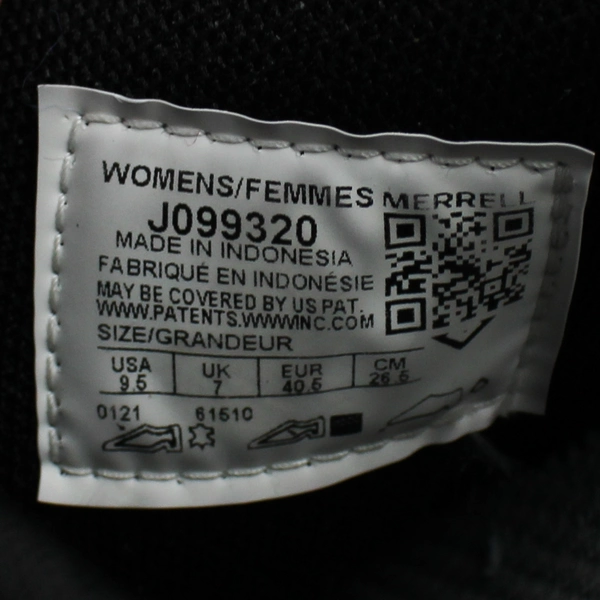 WOMENS/FEMMES MERRELL
J099320
MADE IN INDONESIA
FABRIQUÉ EN INDONÉSIE
MAY BE COVERED BY US PAT.
WWW.PATENTS.WWWINC.COM
SIZE/GRANDEUR
USA UK EUR CM
9.5 7 40.5 26.5
0121 61510